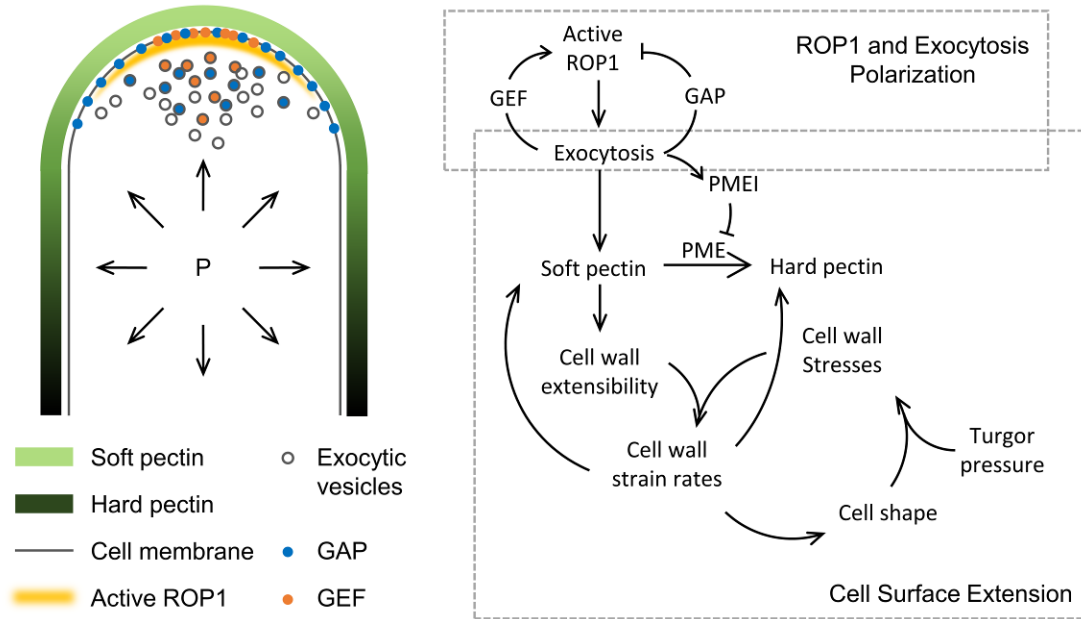 P
Soft pectin
Hard pectin
Cell membrane
Active ROP1
Exocytic
vesicles
GAP
GEF
Active
ROP1
ROP1 and Exocytosis
Polarization
GEF
GAP
Exocytosis
PMEI
PME
Soft pectin
Hard pectin
Cell wall
extensibility
Cell wall
Stresses
Cell wall
strain rates
Turgor
pressure
Cell shape
Cell Surface Extension